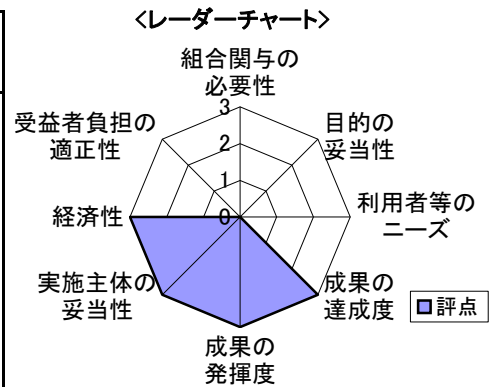 <レーダーチャート>
組合関与の
必要性
目的の
妥当性
利用者等の
ニーズ
成果の
達成度
成果の
発揮度
実施主体の
妥当性
経済性
受益者負担の
適正性
3
2
1
0
評点